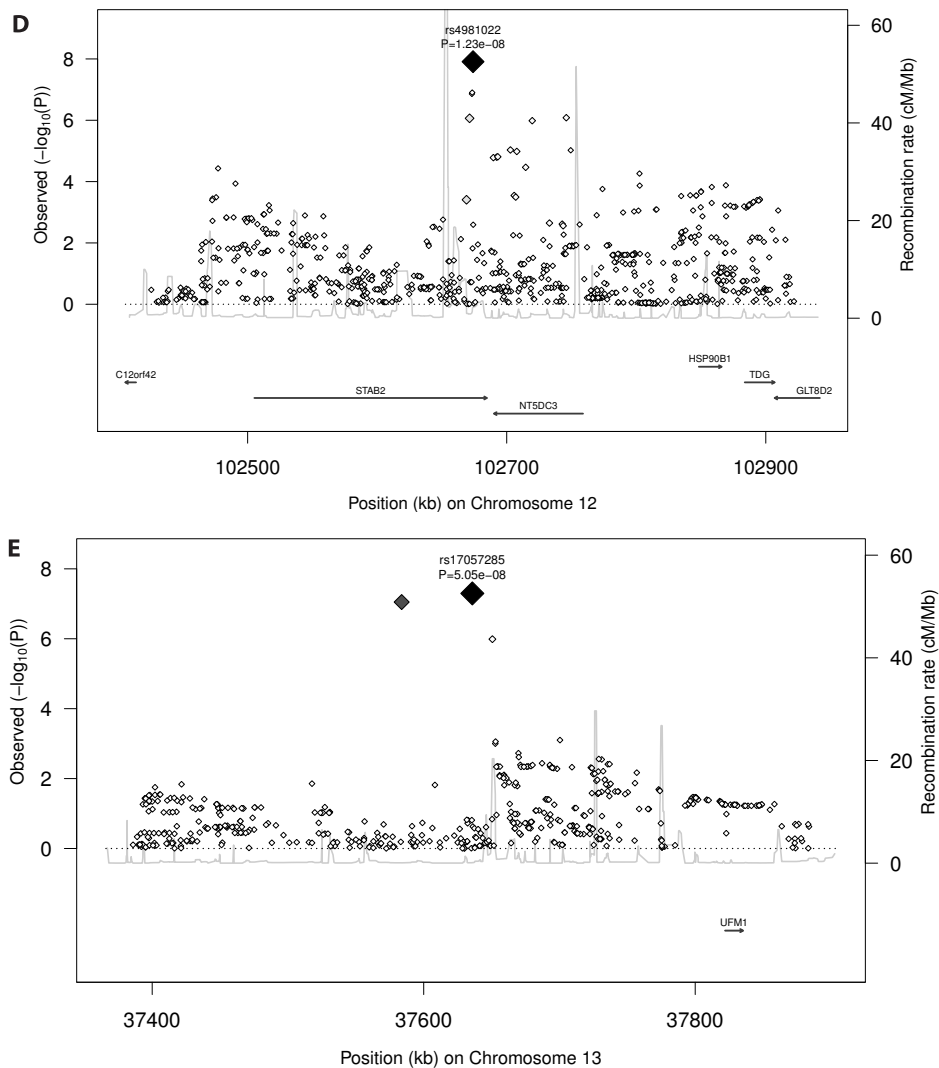 D
rs4981022
P=1.23e−08
8
6
4
2
0
Observed (−log10(P))
60
40
20
0
Recombination rate (cM/Mb)
C12orf42
STAB2
NT5DC3
HSP90B1
TDG
GLT8D2
102500
102700
102900
Position (kb) on Chromosome 12
E
rs17057285
P=5.05e−08
8
6
4
2
0
Observed (−log10(P))
60
40
20
0
Recombination rate (cM/Mb)
UFM1
37400
37600
37800
Position (kb) on Chromosome 13